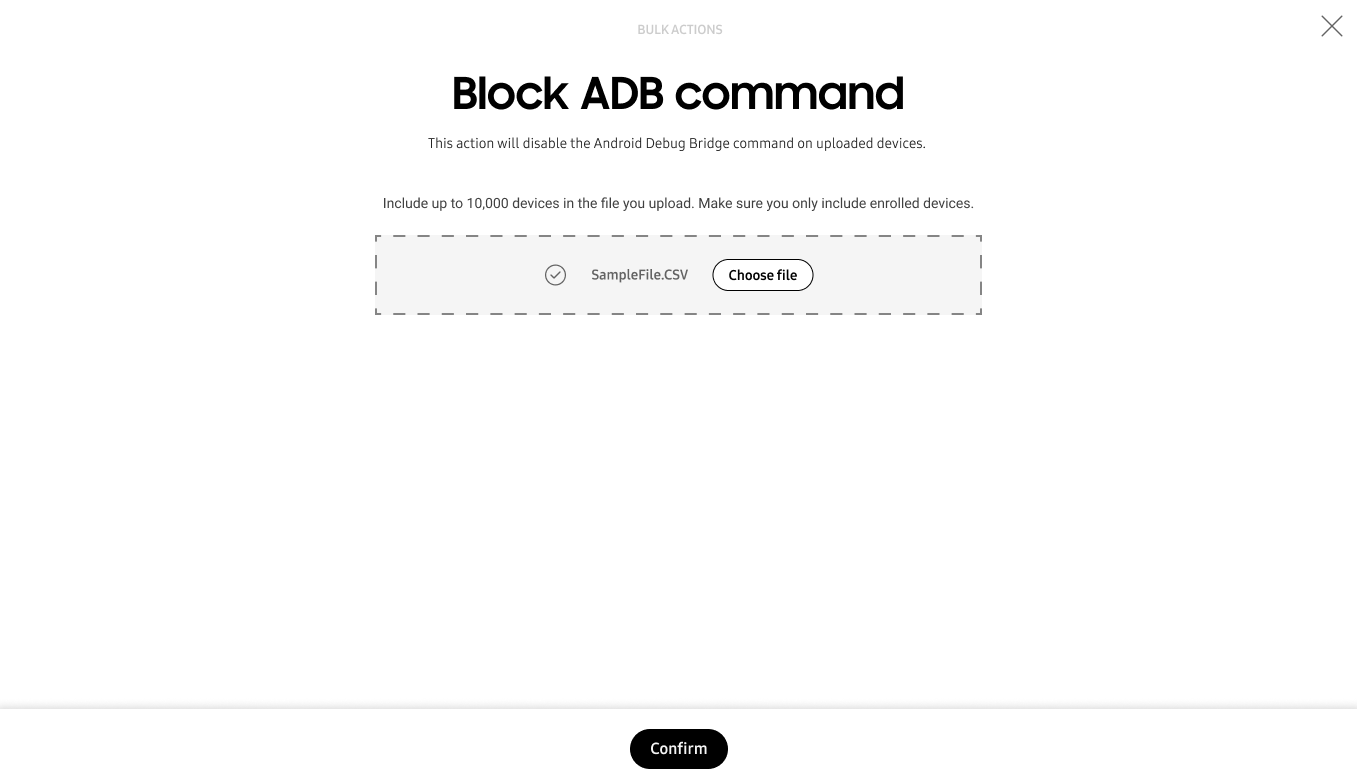 BULK ACTIONS
Block ADB command
This action will disable the Android Debug Bridge command on uploaded devices.
Include up to 10,000 devices in the file you upload. Make sure you only include enrolled devices.
SampleFile.CSV Choose file
Confirm